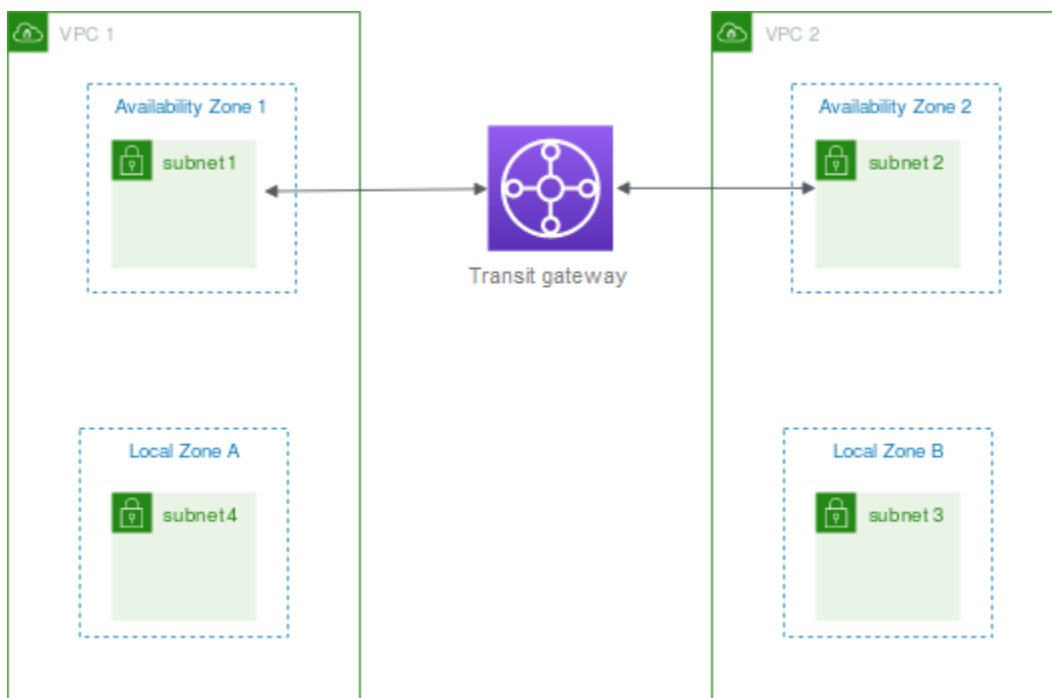 VPC 1
VPC 2
Availability Zone 1
Availability Zone 2
subnet 1
subnet 2
Transit gateway
Local Zone A
Local Zone B
subnet 4
subnet 3